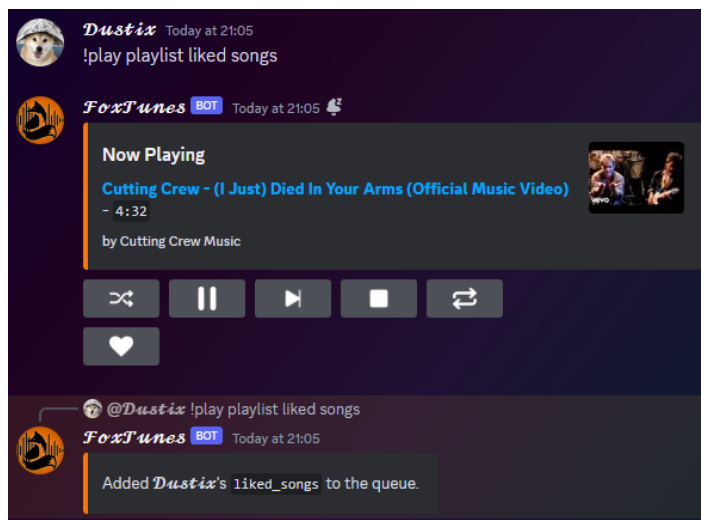 𝓓𝓾𝓼𝓽𝓲𝔁 Today at 21:05
!play playlist liked songs
𝓕𝓸𝔁𝓣𝓾𝓷𝓮𝓼 BOT Today at 21:05
Now Playing
Cutting Crew - (I Just) Died In Your Arms (Official Music Video)
- 4:32
by Cutting Crew Music
vevo
@𝓓𝓾𝓼𝓽𝓲𝔁 !play playlist liked songs
𝓕𝓸𝔁𝓣𝓾𝓷𝓮𝓼 BOT Today at 21:05
Added 𝓓𝓾𝓼𝓽𝓲𝔁's liked_songs to the queue.